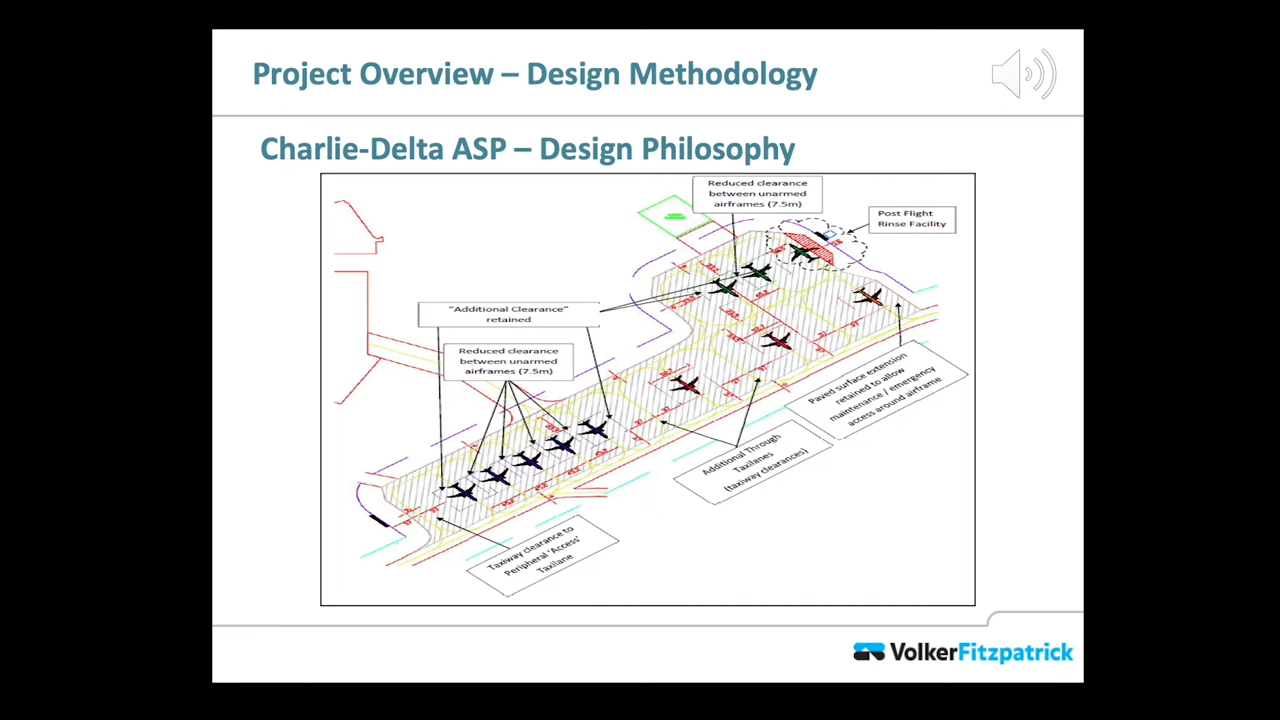 Project Overview – Design Methodology
Charlie-Delta ASP – Design Philosophy
Reduced clearance
between unarmed
airframes (7.5m)
Post Flight
Rinse Facility
"Additional Clearance"
retained
Reduced clearance
between unarmed
airframes (7.5m)
Paved surface extension
retained to allow
maintenance / emergency
access around airframe
Additional Through
Taxilanes
(taxiway clearances)
Taxiway clearance to
Peripheral 'Access'
Taxilane
VolkerFitzpatrick